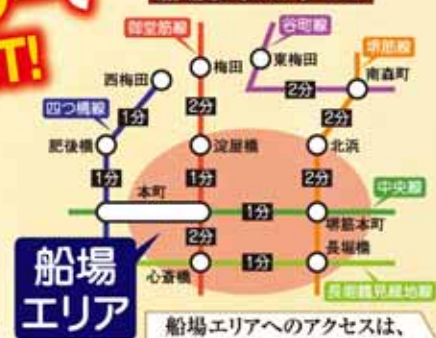 T!
御堂筋線
谷町線
堺筋線
西梅田
梅田
東梅田
南森町
四つ橋線
1分
2分
2分
2分
肥後橋
淀屋橋
北浜
1分
本町
1分
2分
中央線
1分
堺筋本町
2分
長堀橋
心斎橋
1分
長堀鶴見緑地線
船場
エリア
船場エリアへのアクセスは、